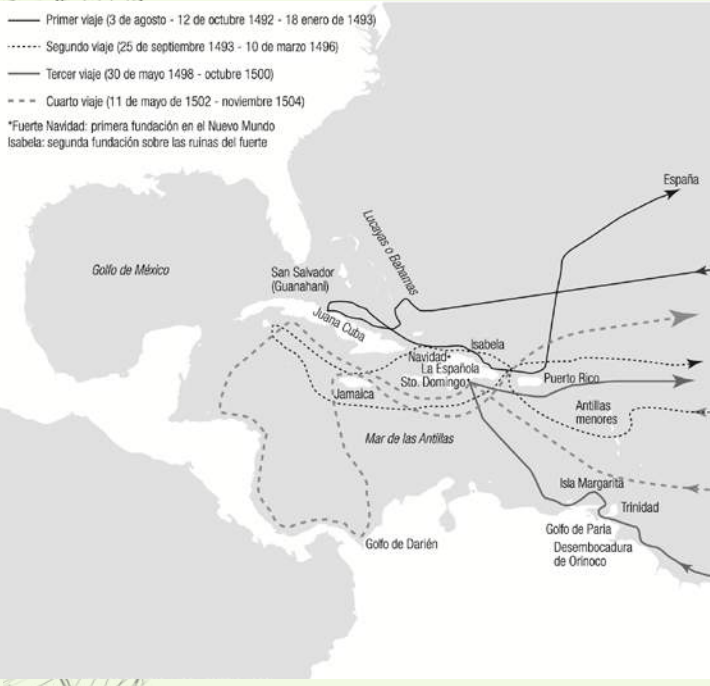 Primer viaje (3 de agosto - 12 de octubre 1492 - 18 enero de 1493)
Segundo viaje (25 de septiembre 1493 - 10 de marzo 1496)
Tercer viaje (30 de mayo 1498 - octubre 1500)
Cuarto viaje (11 de mayo de 1502 - noviembre 1504)
*Fuerte Navidad: primera fundación en el Nuevo Mundo
Isabela: segunda fundación sobre las ruinas del fuerte
España
Lucayas o Bahamas
Golfo de México
San Salvador
(Guanahani)
Juana Cuba
Isabela
Navidad*
La Española
Sto. Domingo
Puerto Rico
Jamaica
Antillas
menores
Mar de las Antillas
Isla Margarita
Trinidad
Golfo de Paria
Golfo de Darién
Desembocadura
de Orinoco